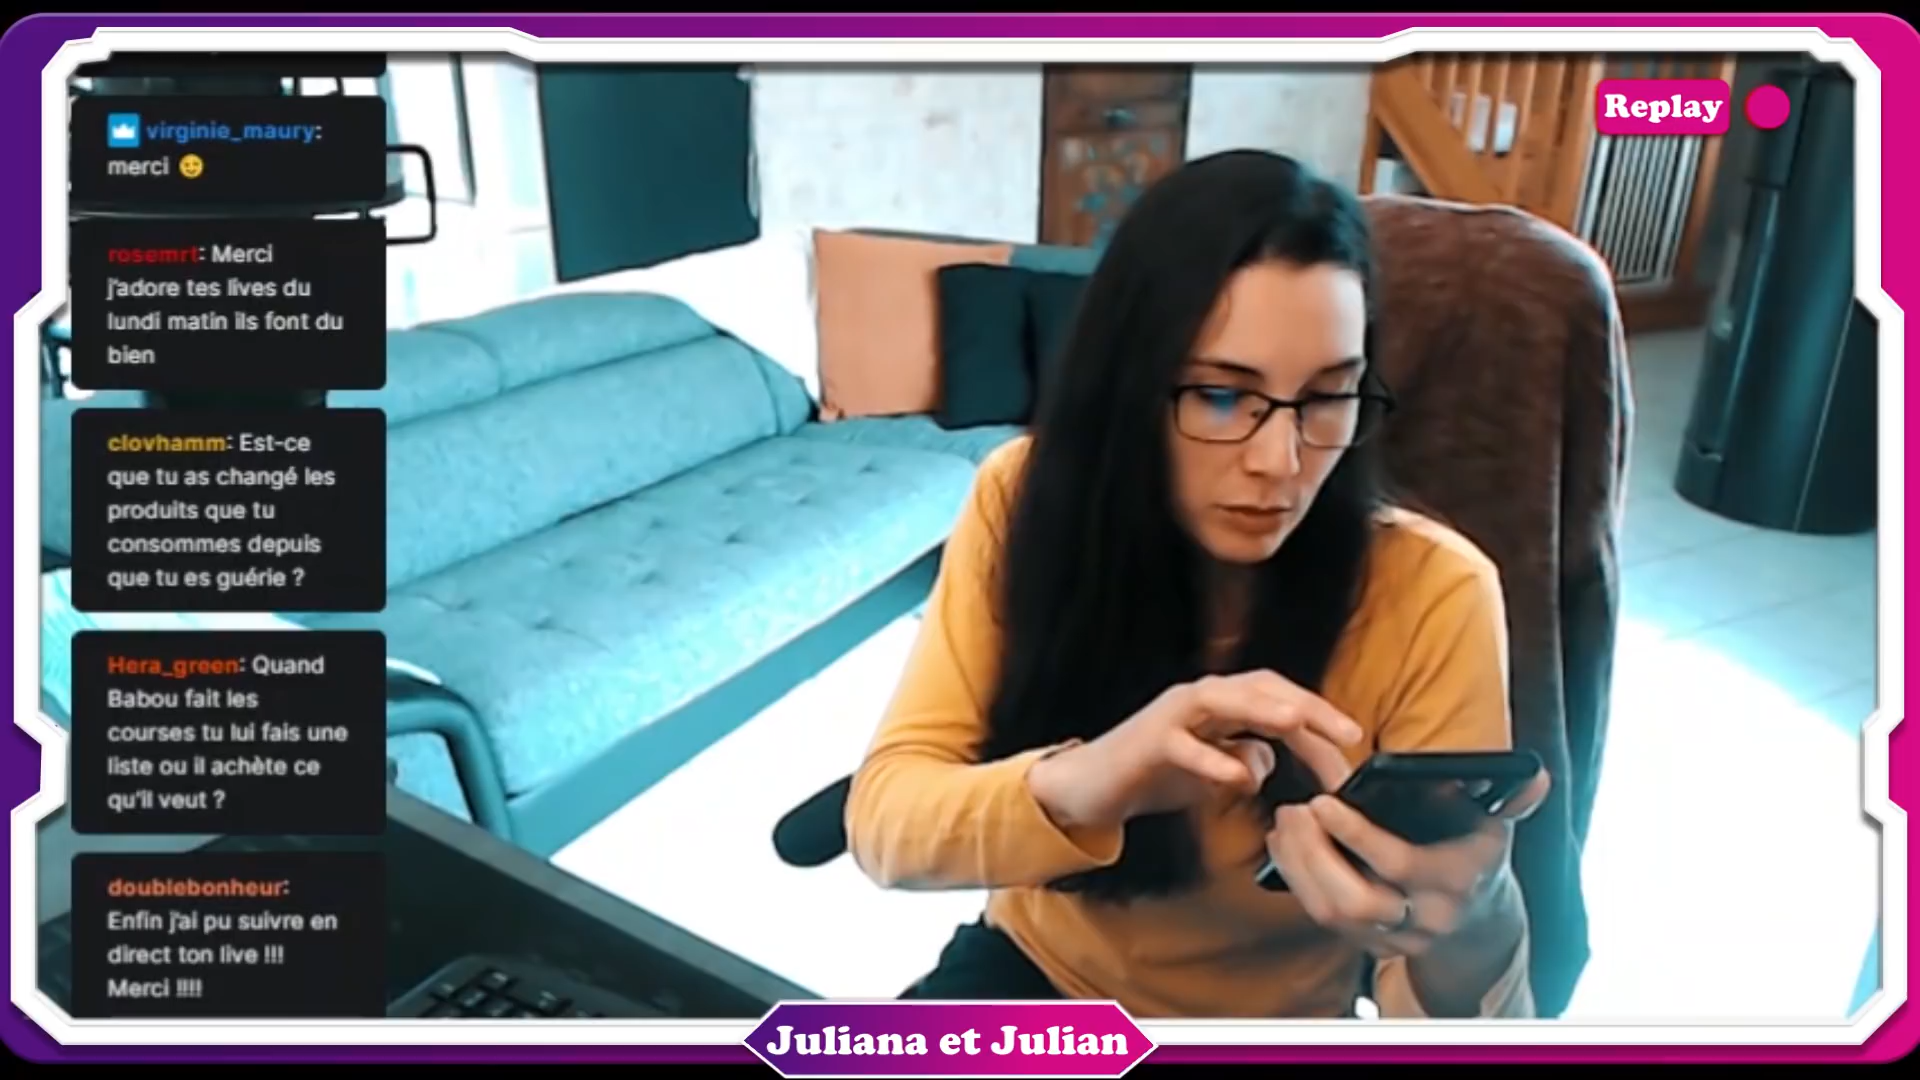 virginie_maury:
merci 😉
rosemrt: Merci
j'adore tes lives du
lundi matin ils font du
bien
clovhamm: Est-ce
que tu as changé les
produits que tu
consommes depuis
que tu es guérie ?
Hera_green: Quand
Babou fait les
courses tu lui fais une
liste ou il achète ce
qu'il veut ?
doublebonheur:
Enfin j'ai pu suivre en
direct ton live !!!
Merci !!!!
Replay
Juliana et Julian